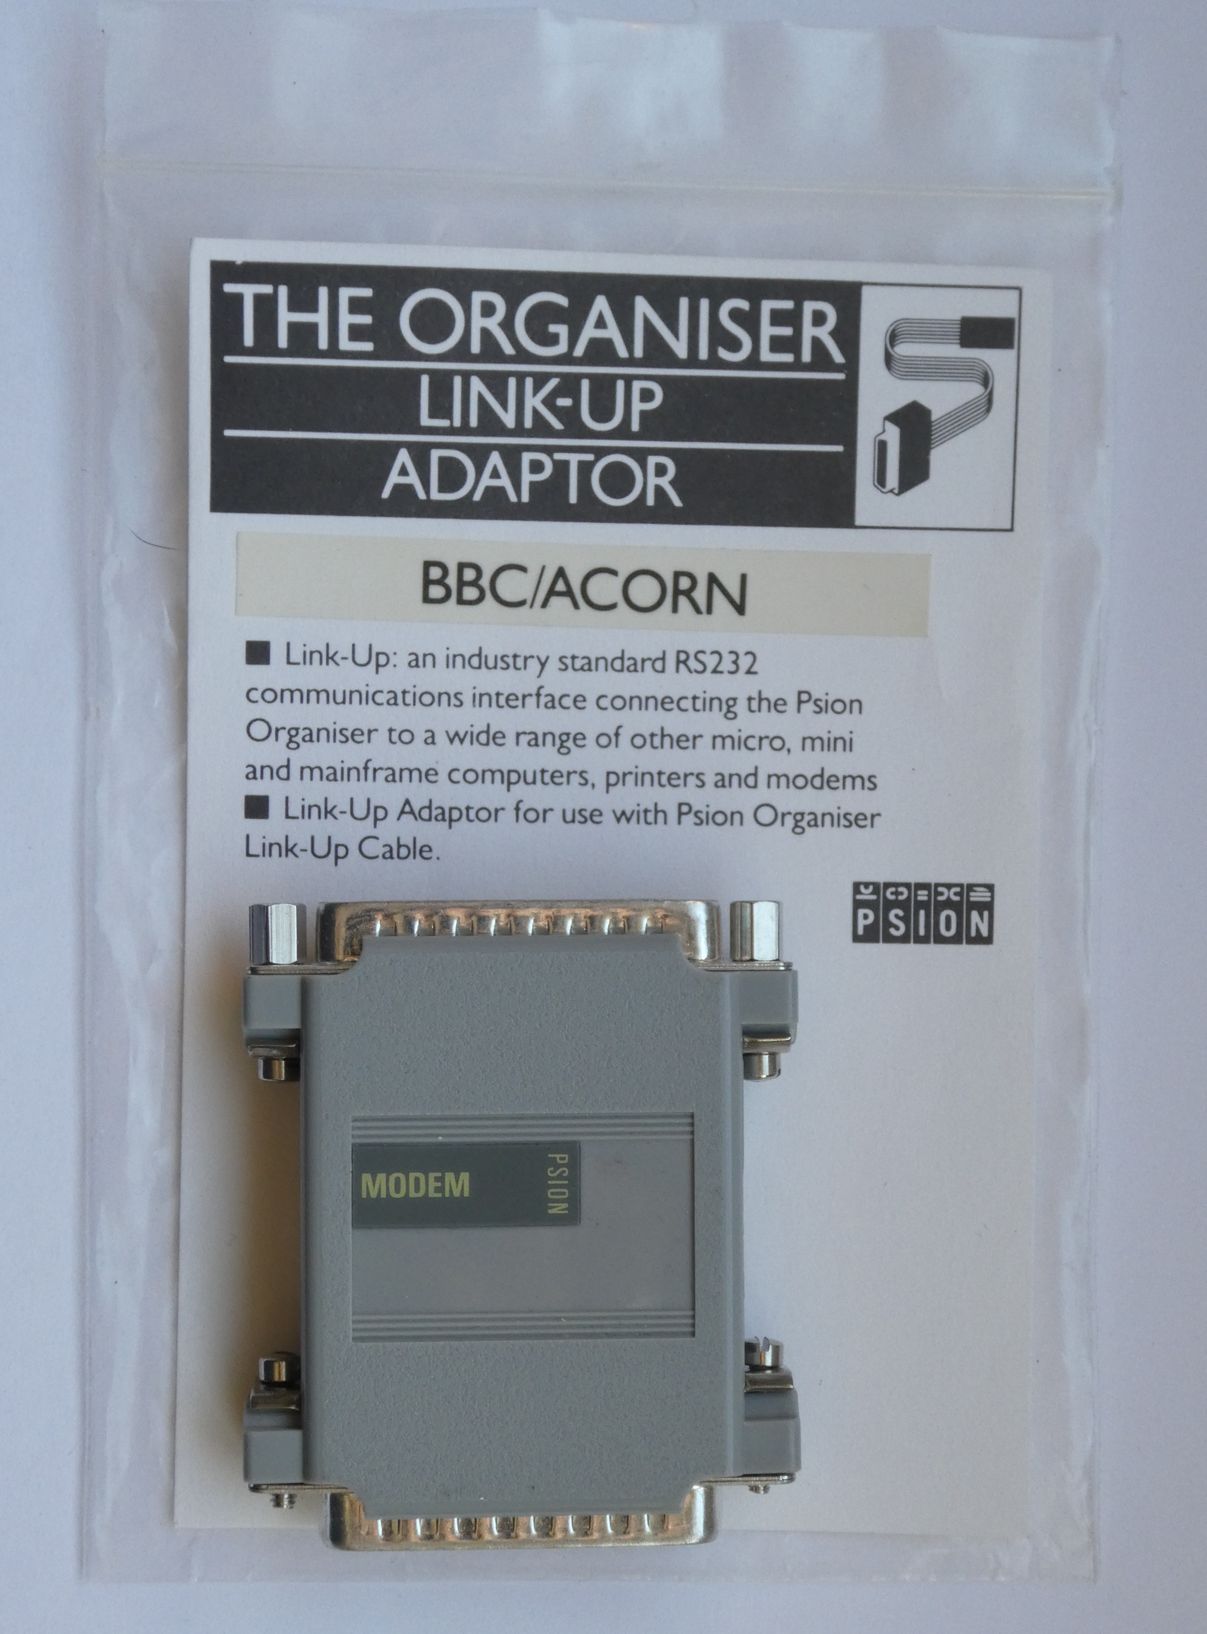 THE ORGANISER
LINK-UP
ADAPTOR
BBC/ACORN
■ Link-Up: an industry standard RS232
communications interface connecting the Psion
Organiser to a wide range of other micro, mini
and mainframe computers, printers and modems
■ Link-Up Adaptor for use with Psion Organiser
Link-Up Cable.
PSION
MODEM
PSION